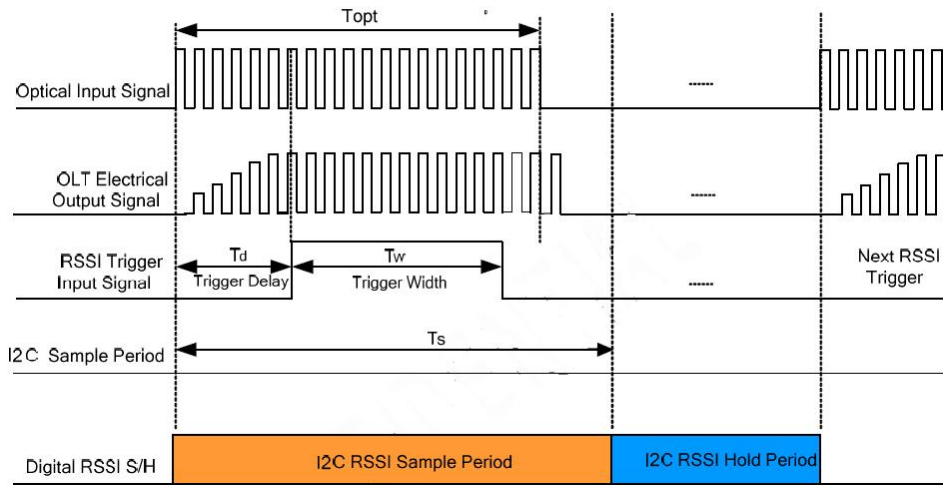 Topt
Optical Input Signal
------
OLT Electrical
Output Signal
------
RSSI Trigger
Input Signal
Td
Trigger Delay
Tw
Trigger Width
------
Next RSSI
Trigger
I2C Sample Period
Ts
Digital RSSI S/H
I2C RSSI Sample Period
I2C RSSI Hold Period